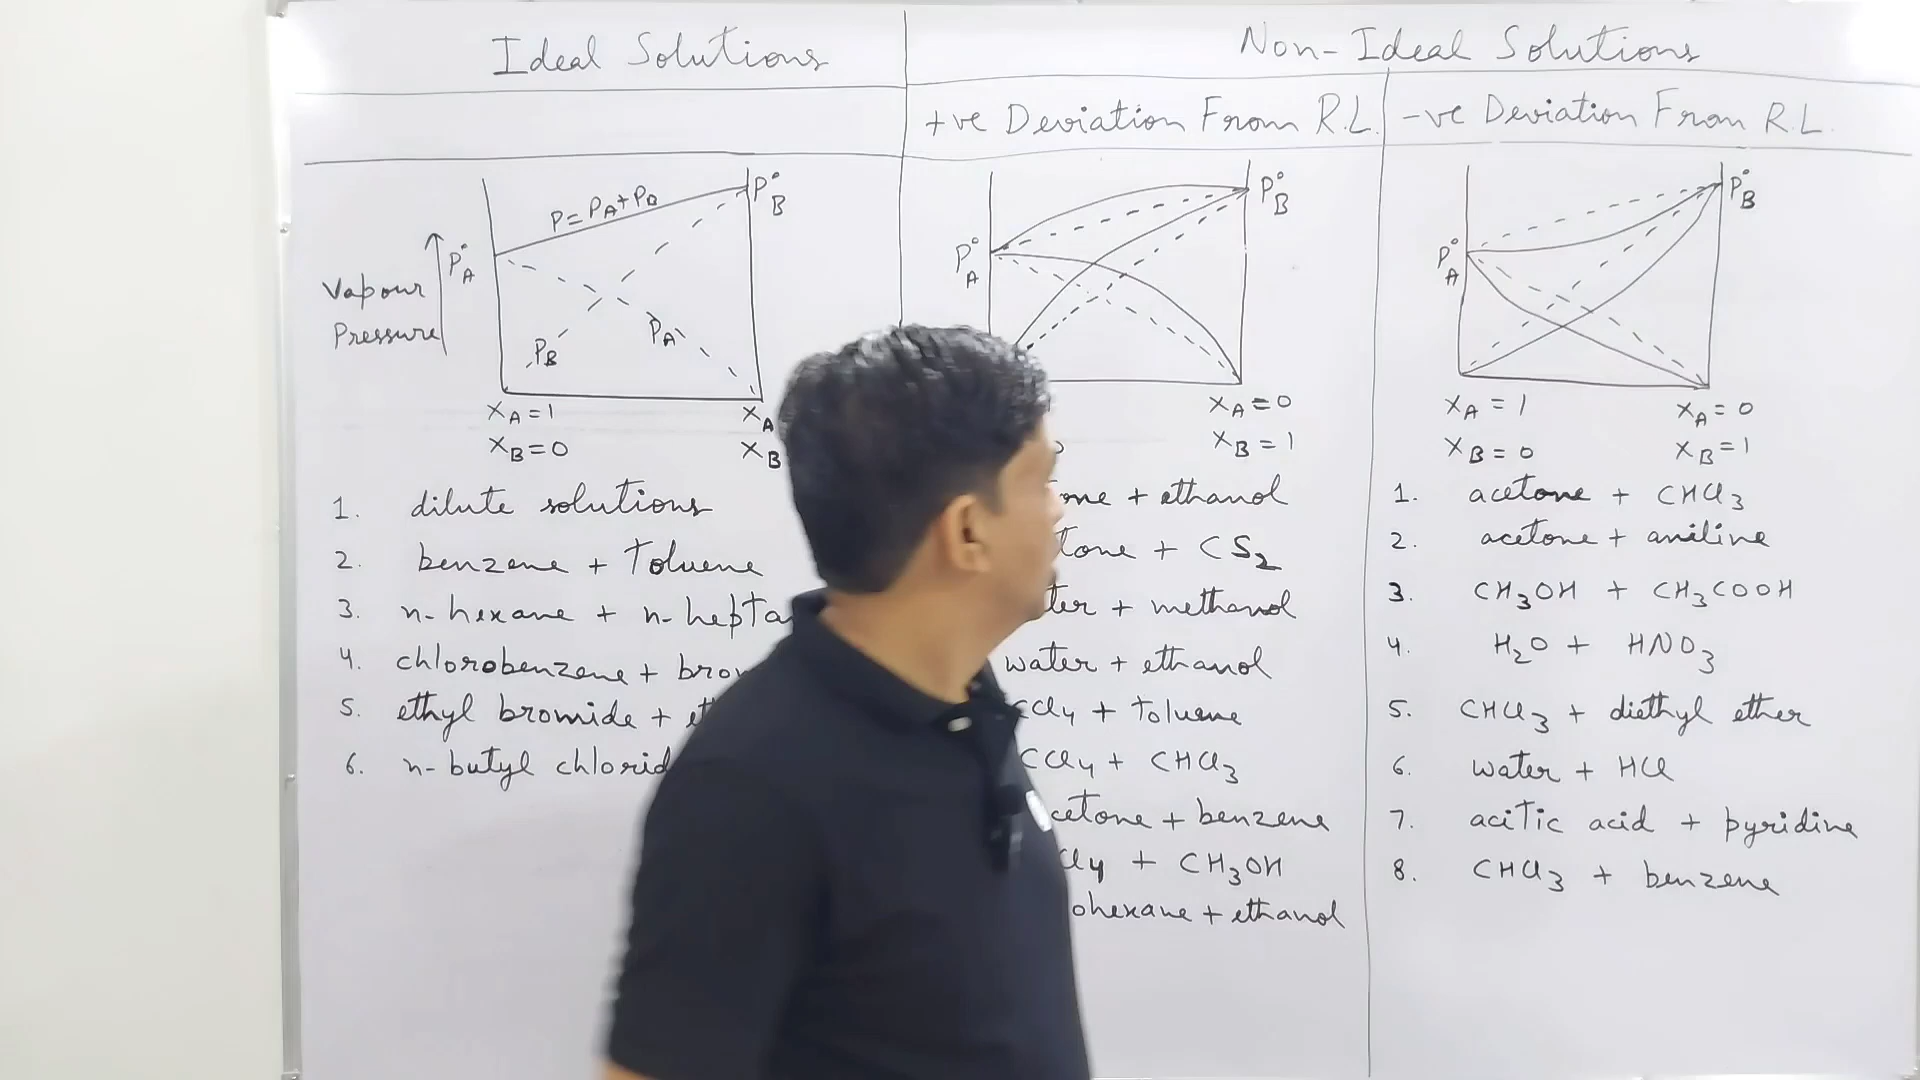 Ideal Solutions
Non-Ideal Solutions
+ve Deviation From R.L.
-ve Deviation From R.L.
Vapour
Pressure
P°A
P = PA + PB
P°B
PB
PA
XA = 1
XB = 0
XA
XB
1. dilute solutions
2. benzene + Toluene
3. n-hexane +
4. chlorobenzene +
5. ethyl bromide +
6. n-butyl
P°A
P°B
XA = 0
XB = 1
+ ethanol
+ CS2
+ methanol
water + ethanol
CCl4 + toluene
CCl4 + CHCl3
+ benzene
+ CH3OH
+ ethanol
P°A
P°B
XA = 1
XB = 0
XA = 0
XB = 1
1. acetone + CHCl3
2. acetone + aniline
3. CH3OH + CH3COOH
4. H2O + HNO3
5. CHCl3 + diethyl ether
6. water + HCl
7. acitic acid + pyridine
8. CHCl3 + benzene